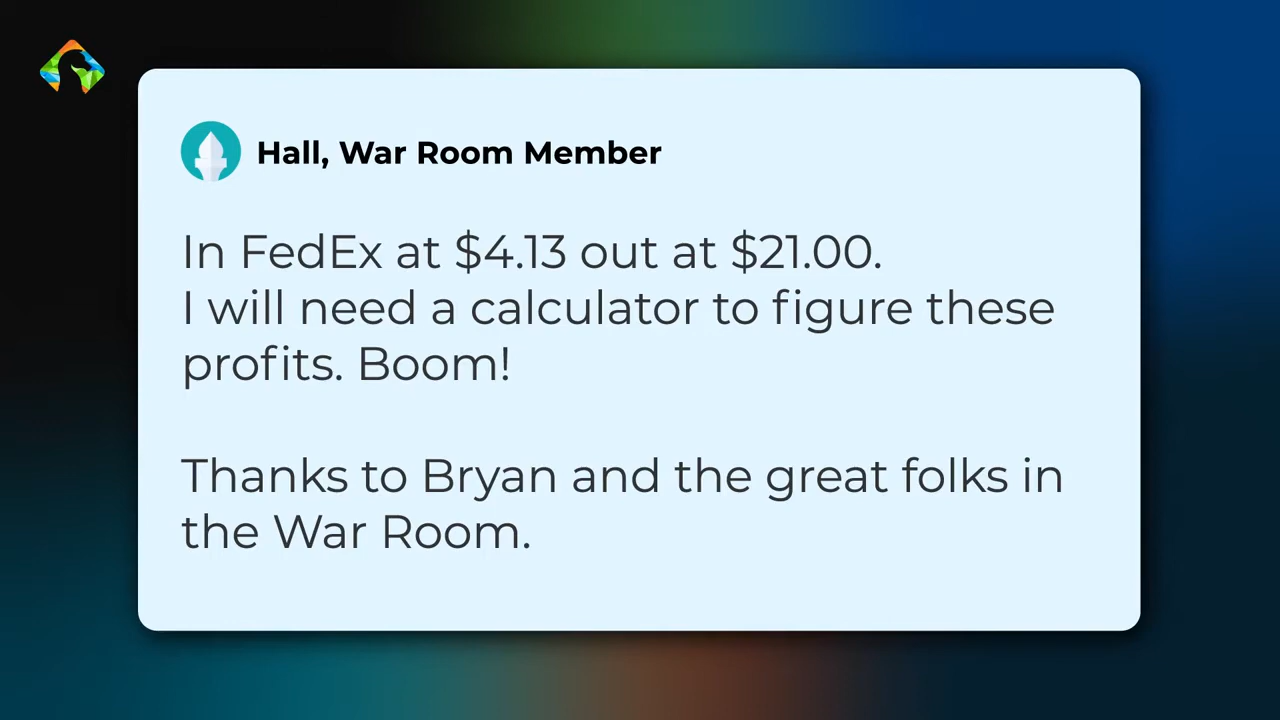 Hall, War Room Member
In FedEx at $4.13 out at $21.00.
I will need a calculator to figure these
profits. Boom!
Thanks to Bryan and the great folks in
the War Room.